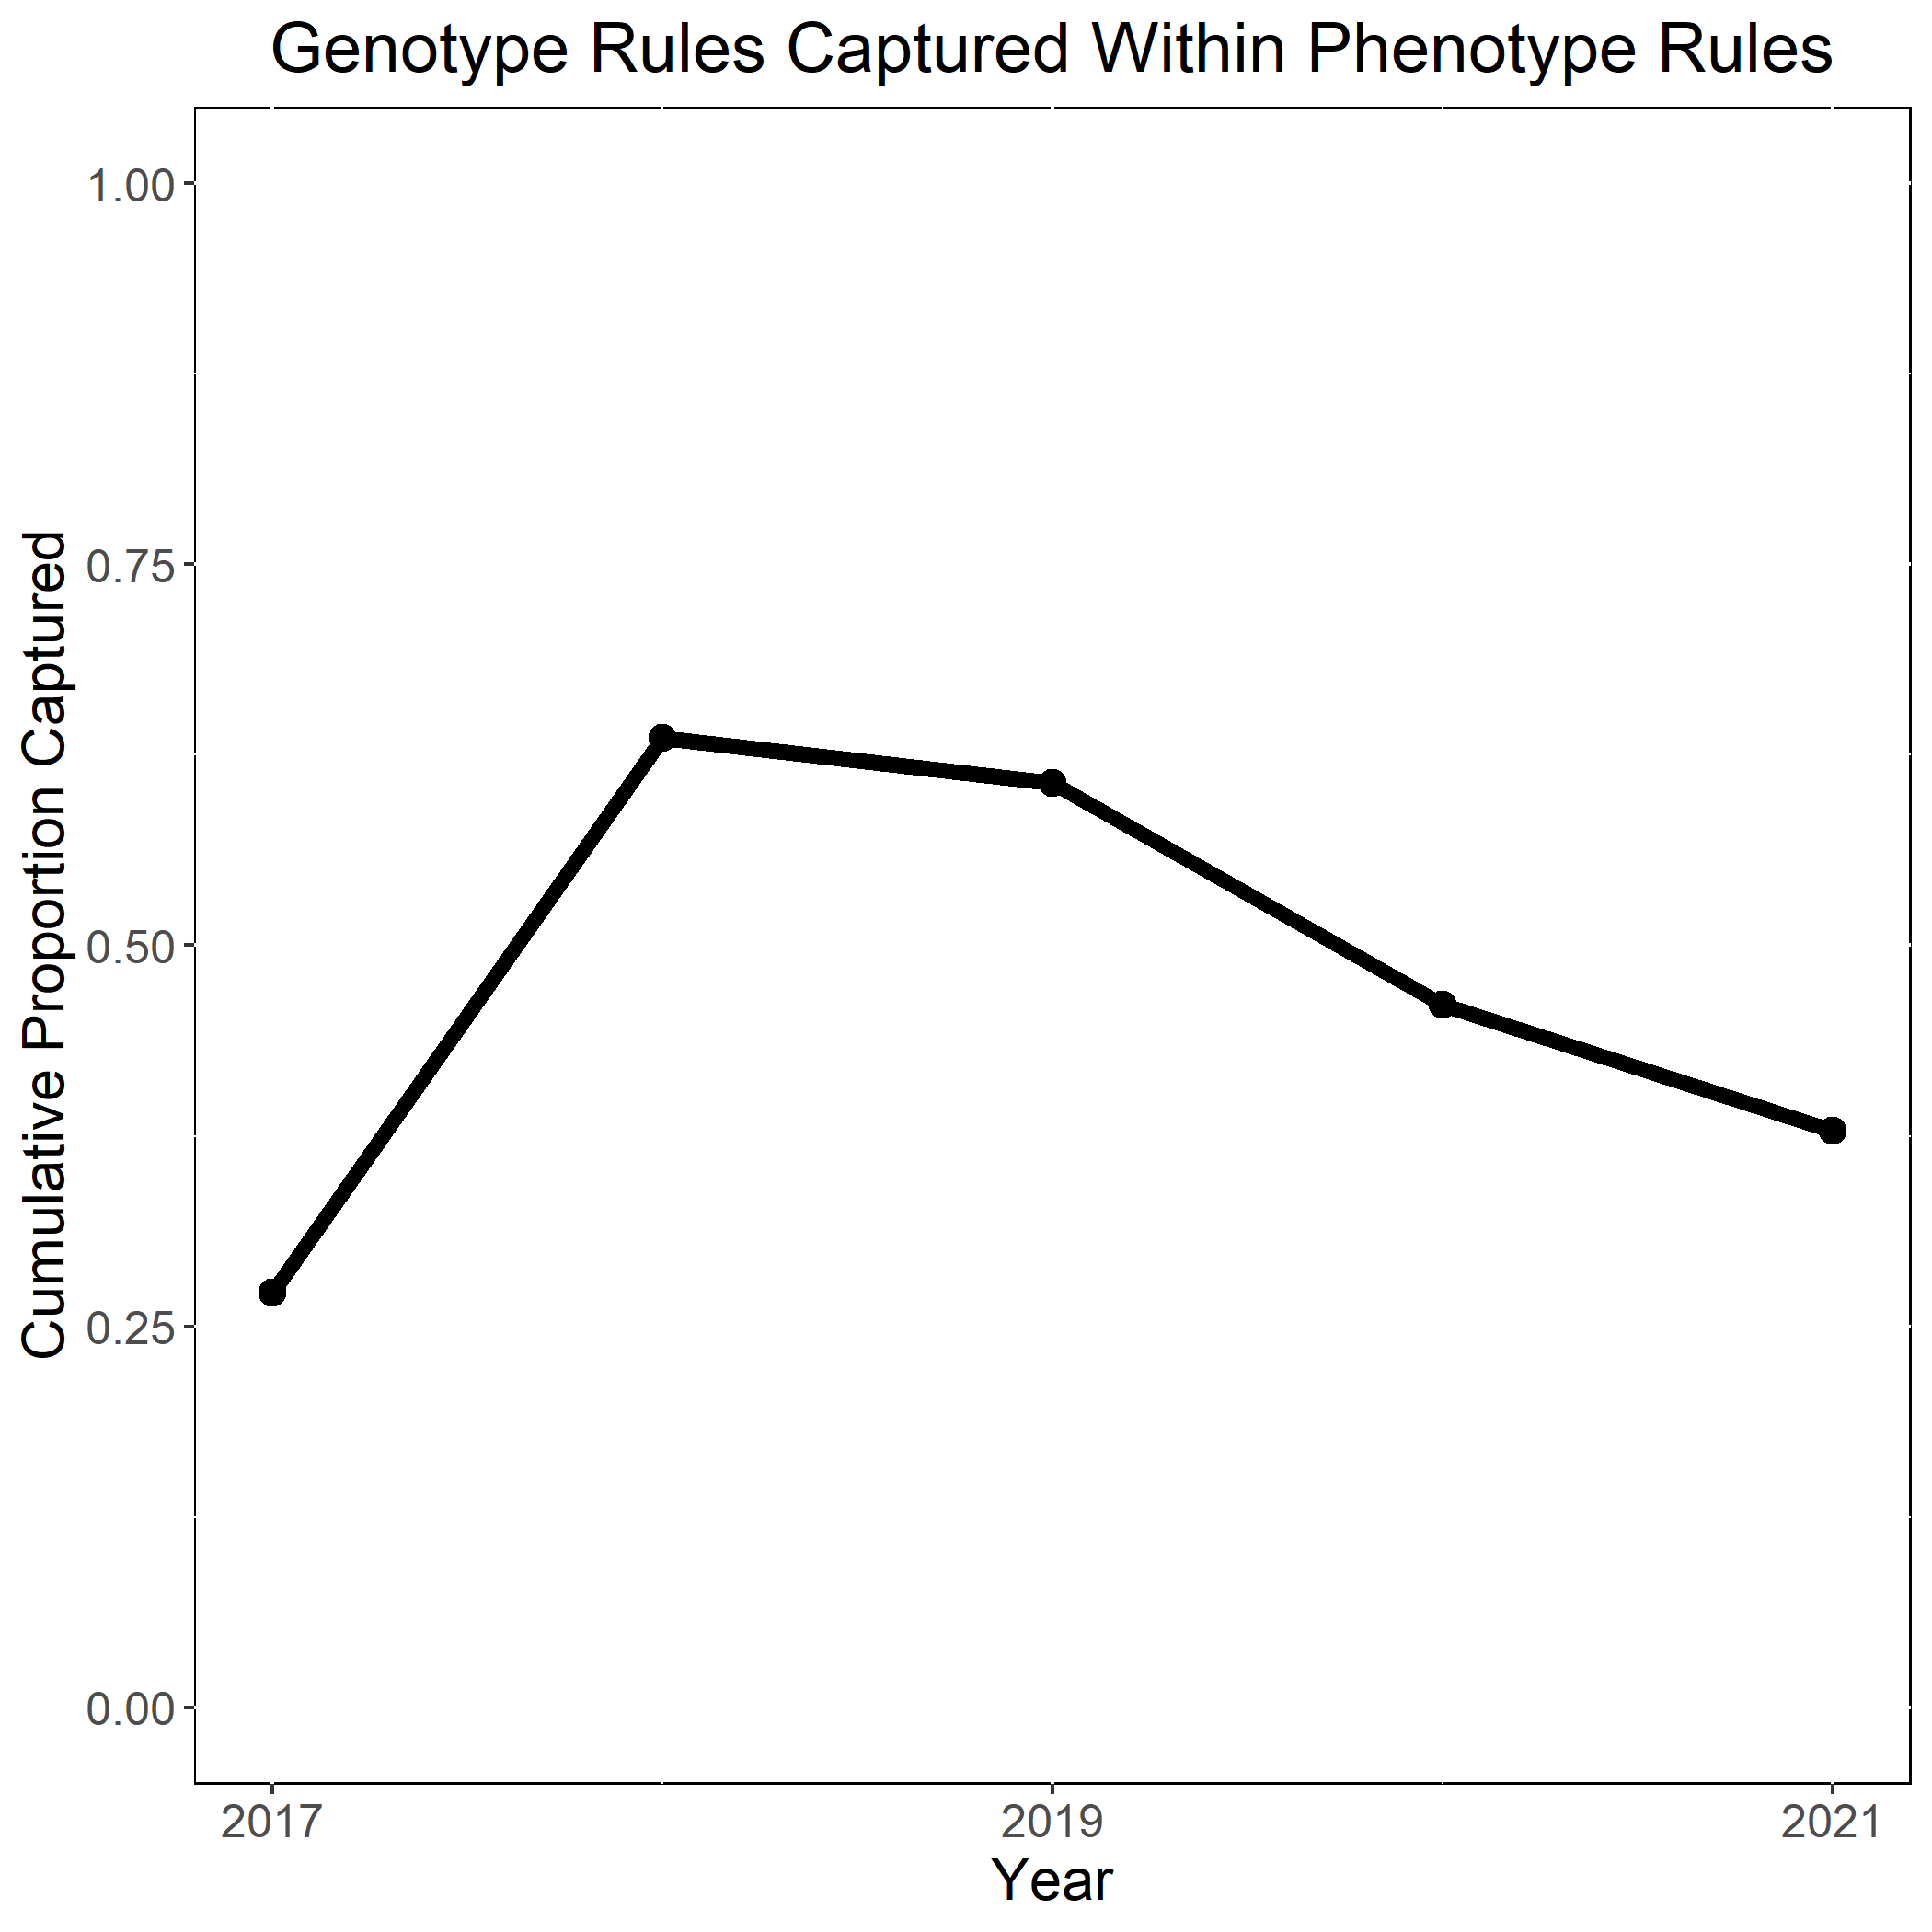 Genotype Rules Captured Within Phenotype Rules
Cumulative Proportion Captured
1.00
0.75
0.50
0.25
0.00
2017
2019
2021
Year